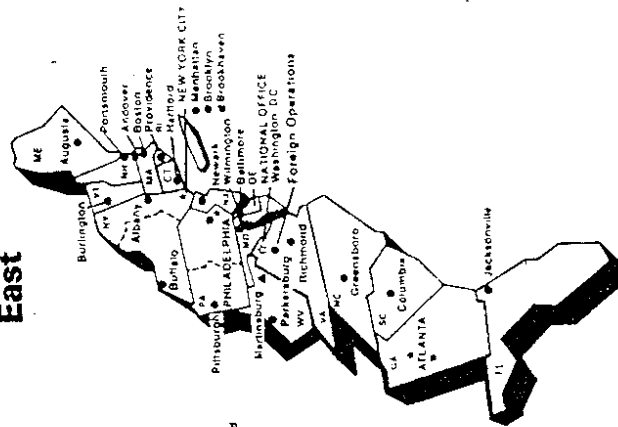 East
ME
Augusta
Portsmouth
Andover
Boston
Providence
RI
Hartford
NEW YORK CITY
Manhattan
Brooklyn
Brookhaven
Burlington
VT
NH
MA
CT
NY
Albany
Buffalo
Newark
Wilmington
Baltimore
DE
NATIONAL OFFICE
Washington DC
Foreign Operations
PA
PHILADELPHIA
NJ
MD
Pittsburgh
Martinsburg
Parkersburg
Richmond
WV
VA
NC
Greensboro
SC
Columbia
GA
ATLANTA
Jacksonville
FL